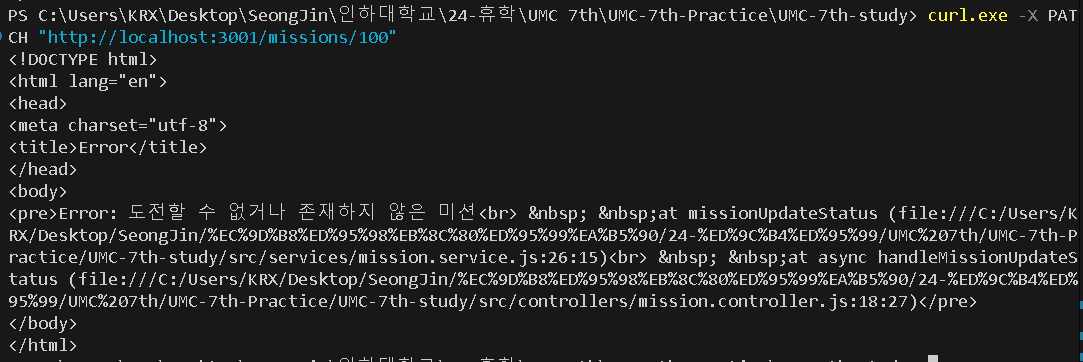 PS C:\Users\KRX\Desktop\SeongJin\인하대학교\24-휴학\UMC 7th\UMC-7th-Practice\UMC-7th-study> curl.exe -X PAT
CH "http://localhost:3001/missions/100"
<!DOCTYPE html>
<html lang="en">
<head>
<meta charset="utf-8">
<title>Error</title>
</head>
<body>
<pre>Error: 도전할 수 없거나 존재하지 않은 미션<br> &nbsp; &nbsp;at missionUpdateStatus (file:///C:/Users/K
RX/Desktop/SeongJin/%EC%9D%B8%ED%95%98%EB%8C%80%ED%95%99%EA%B5%90/24-%ED%9C%B4%ED%95%99/UMC%207th/UMC-7th-P
ractice/UMC-7th-study/src/services/mission.service.js:26:15)<br> &nbsp; &nbsp;at async handleMissionUpdateS
tatus (file:///C:/Users/KRX/Desktop/SeongJin/%EC%9D%B8%ED%95%98%EB%8C%80%ED%95%99%EA%B5%90/24-%ED%9C%B4%ED%
95%99/UMC%207th/UMC-7th-Practice/UMC-7th-study/src/controllers/mission.controller.js:18:27)</pre>
</body>
</html>